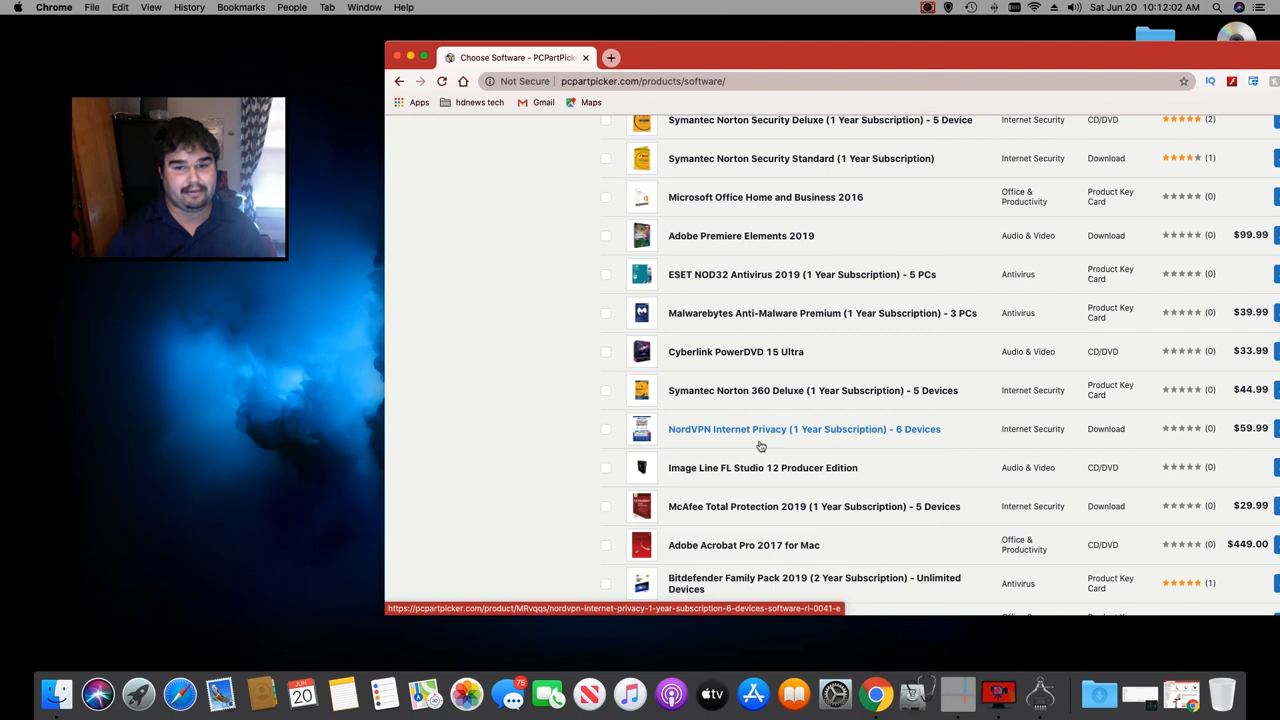 Chrome File Edit View History Bookmarks People Tab Window Help Sat Jun 20 10:12:02 AM
Choose Software - PCPartPick
Not Secure pcpartpicker.com/products/software/
Apps hdnews tech Gmail Maps
Symantec Norton Security Deluxe (1 Year Subscription) - 5 Device Internet Security CD/DVD (2)
Symantec Norton Security Standard (1 Year Subscription) Internet Security Download (1)
Microsoft Office Home and Business 2016 Office & Productivity Product Key Card (0)
Adobe Premiere Elements 2019 Audio & Video Download (0) $99.99
ESET NOD32 Antivirus 2019 (1 Year Subscription) - 5 PCs Antivirus Product Key Card (0)
Malwarebytes Anti-Malware Premium (1 Year Subscription) - 3 PCs Antivirus Product Key Card (0) $39.99
Cyberlink PowerDVD 15 Ultra Audio & Video CD/DVD (0) $33.99
Symantec Norton 360 Deluxe (1 Year Subscription) - 5 Devices Internet Security Product Key Card (0) $44.99
NordVPN Internet Privacy (1 Year Subscription) - 6 Devices Internet Security Download (0) $59.99
Image Line FL Studio 12 Producer Edition Audio & Video CD/DVD (0)
McAfee Total Protection 2019 (1 Year Subscription) - 5 Devices Internet Security Download (0) $29.99
Adobe Acrobat Pro 2017 for Mac Office & Productivity CD/DVD (0) $449.00
Bitdefender Family Pack 2019 (2 Year Subscription) - Unlimited Devices Antivirus Product Key Card (1)
https://pcpartpicker.com/product/MRvqqs/nordvpn-internet-privacy-1-year-subscription-6-devices-software-rl-0041-e
JUN
20
75
tv